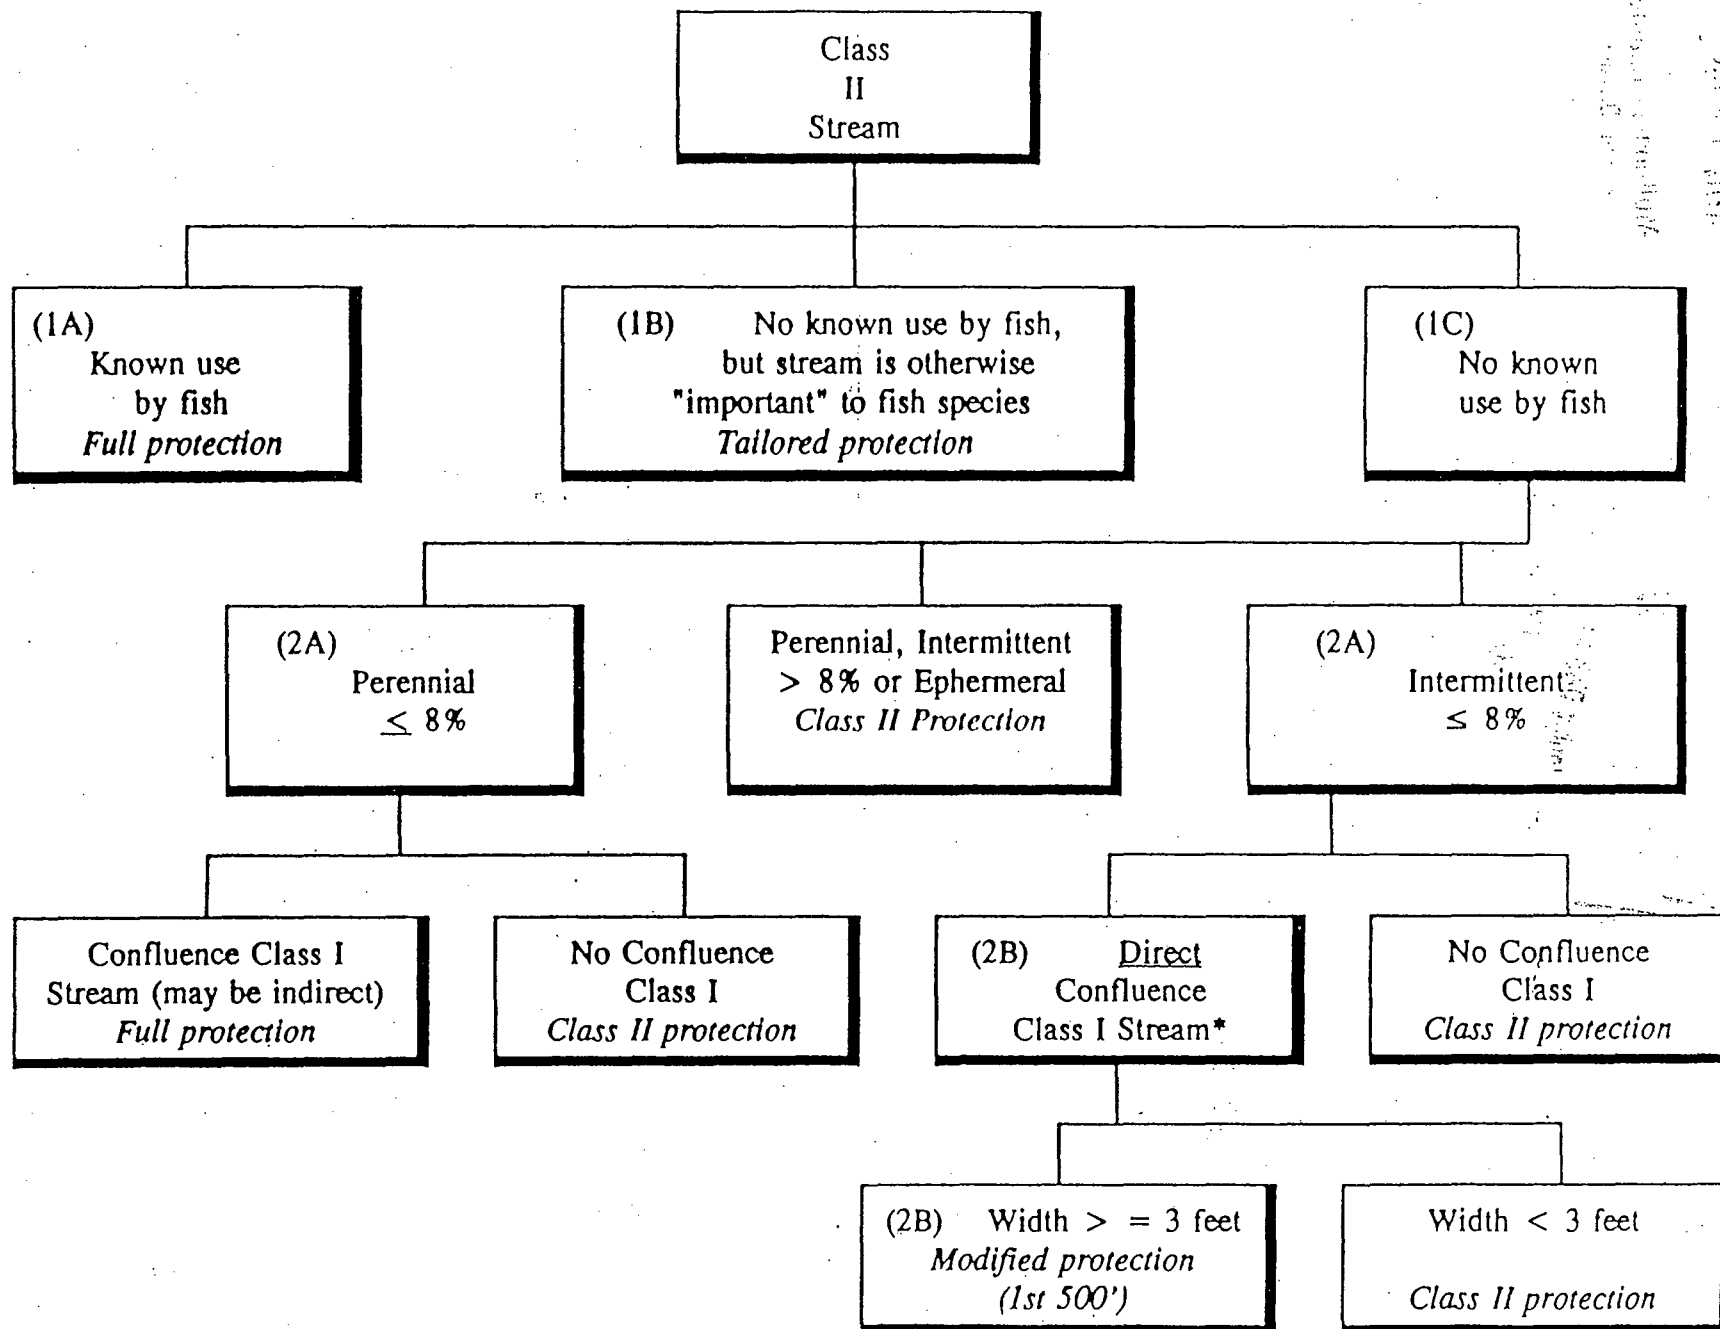 Class
II
Stream
(1A)
Known use
by fish
Full protection
(1B) No known use by fish,
but stream is otherwise
"important" to fish species
Tailored protection
(1C)
No known
use by fish
(2A)
Perennial
≤ 8%
Perennial, Intermittent
> 8% or Ephermeral
Class II Protection
(2A)
Intermittent
≤ 8%
Confluence Class I
Stream (may be indirect)
Full protection
No Confluence
Class I
Class II protection
(2B) Direct
Confluence
Class I Stream*
No Confluence
Class I
Class II protection
(2B) Width > = 3 feet
Modified protection
(1st 500')
Width < 3 feet
Class II protection